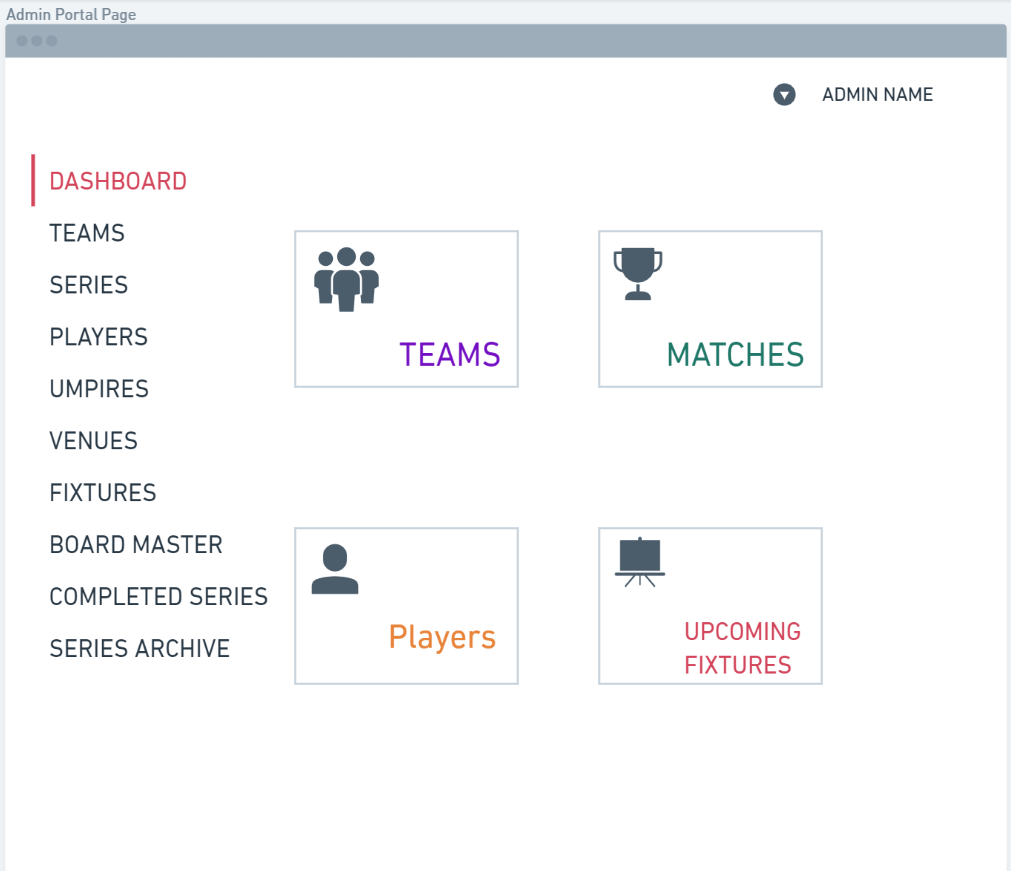 Admin Portal Page
ADMIN NAME
DASHBOARD
TEAMS
SERIES
PLAYERS
UMPIRES
VENUES
FIXTURES
BOARD MASTER
COMPLETED SERIES
SERIES ARCHIVE
TEAMS
MATCHES
Players
UPCOMING
FIXTURES